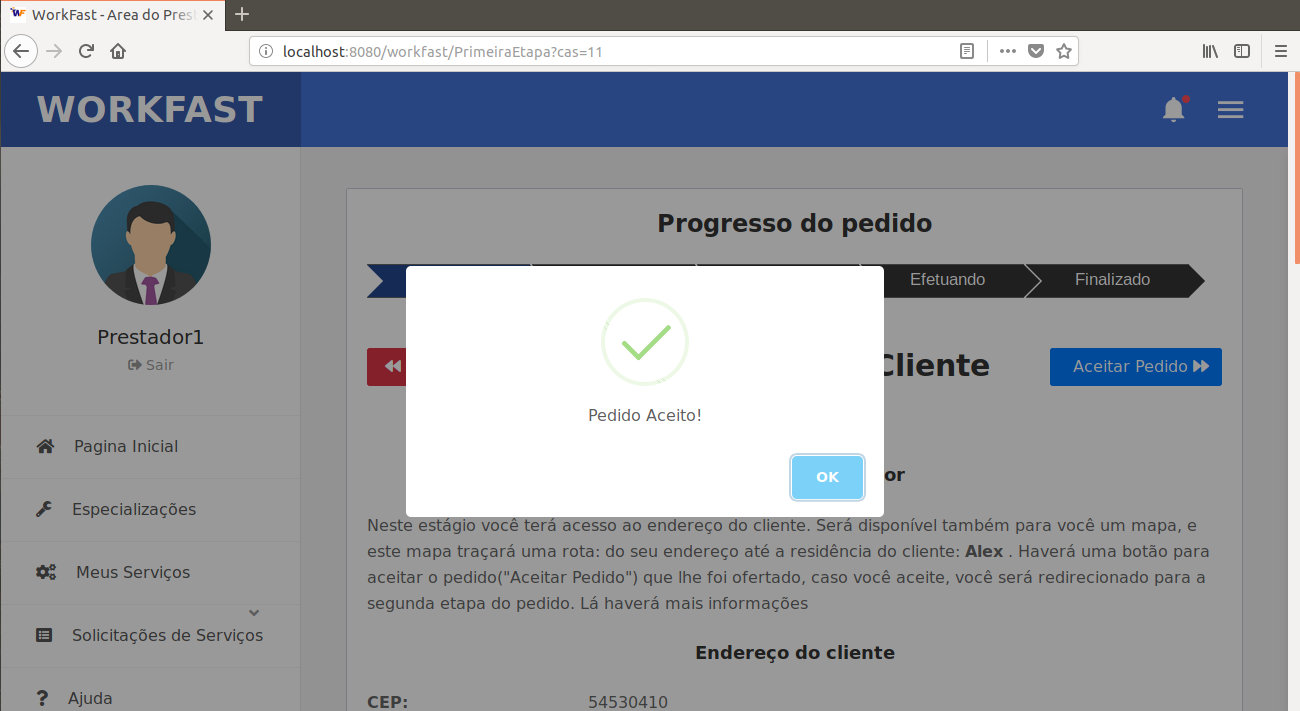 WorkFast - Area do Pres
localhost:8080/workfast/PrimeiraEtapa?cas=11
WORKFAST
Prestador1
Sair
Pagina Inicial
Especializações
Meus Serviços
Solicitações de Serviços
Ajuda
Progresso do pedido
Efetuando
Finalizado
Cliente
Aceitar Pedido
Pedido Aceito!
OK
or
Neste estágio você terá acesso ao endereço do cliente. Será disponível também para você um mapa, e
este mapa traçará uma rota: do seu endereço até a residência do cliente: Alex . Haverá uma botão para
aceitar o pedido("Aceitar Pedido") que lhe foi ofertado, caso você aceite, você será redirecionado para a
segunda etapa do pedido. Lá haverá mais informações
Endereço do cliente
CEP: 54530410